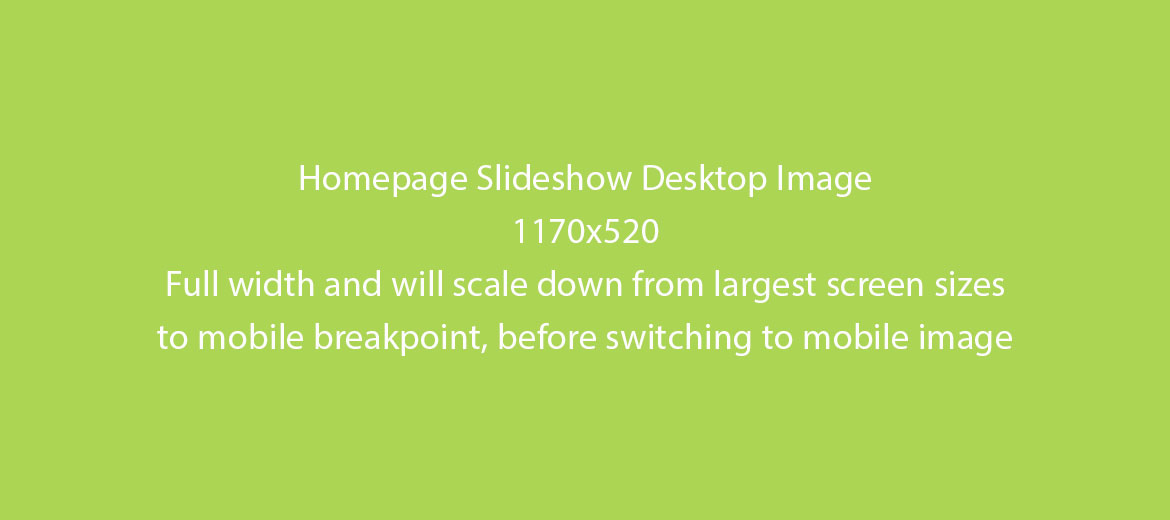 Homepage Slideshow Desktop Image
1170x520
Full width and will scale down from largest screen sizes
to mobile breakpoint, before switching to mobile image